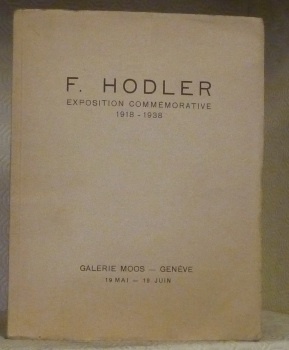 F. HODLER
EXPOSITION COMMEMORATIVE
1918 - 1938
GALERIE MOOS — GENÈVE
19 MAI — 19 JUIN